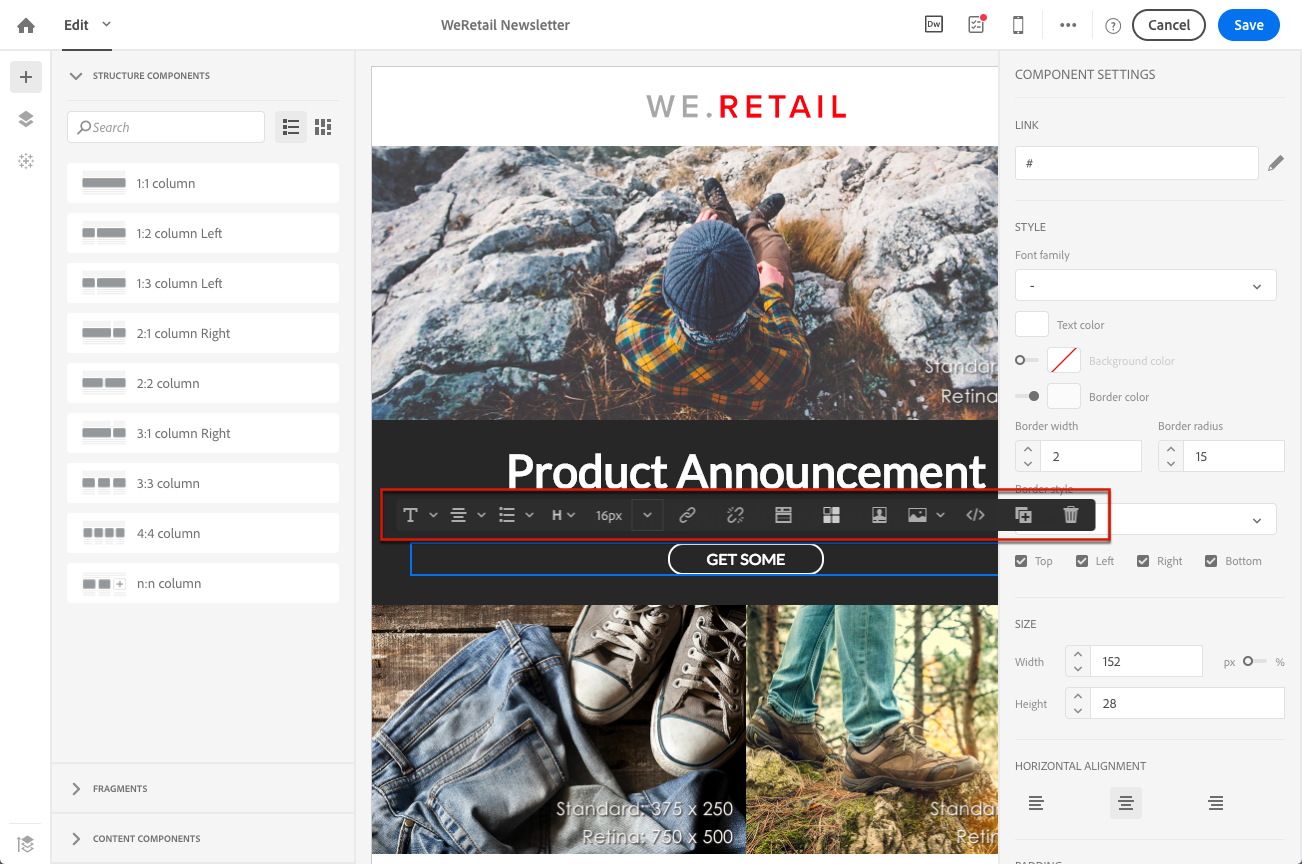 Edit
WeRetail Newsletter
Dw
?
Cancel
Save
STRUCTURE COMPONENTS
Search
1:1 column
1:2 column Left
1:3 column Left
2:1 column Right
2:2 column
3:1 column Right
3:3 column
4:4 column
n:n column
FRAGMENTS
CONTENT COMPONENTS
WE.RETAIL
Standar
Retina:
Product Announcement
T
H
16px
</>
GET SOME
Standard: 375 x 250
Retina: 750 x 500
Standa
Retin
COMPONENT SETTINGS
LINK
#
STYLE
Font family
-
Text color
Background color
Border color
Border width
Border radius
2
15
Border style
Top
Left
Right
Bottom
SIZE
Width
152
px
%
Height
28
HORIZONTAL ALIGNMENT
PADDING